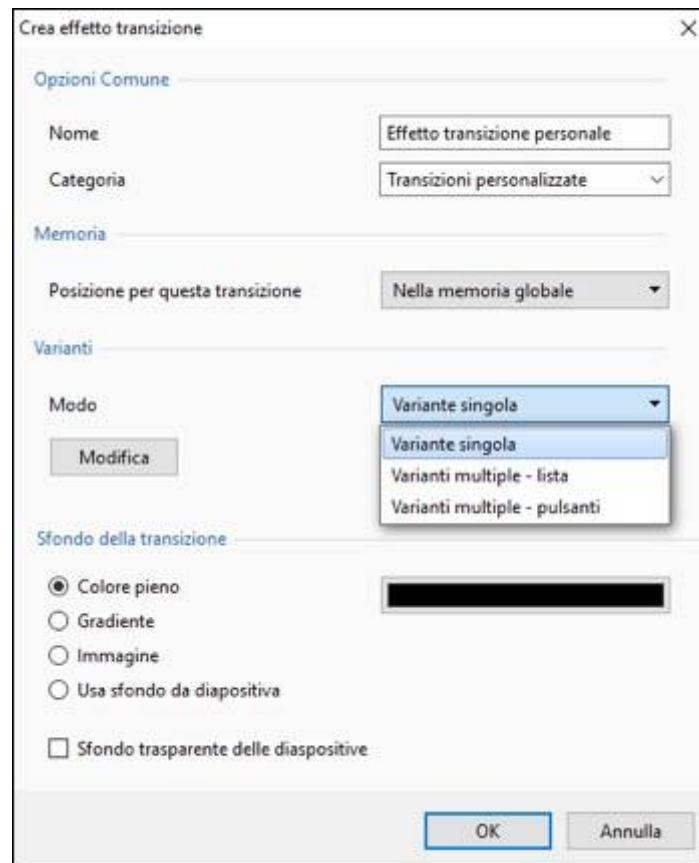 Crea effetto transizione
Opzioni Comune
Nome
Effetto transizione personale
Categoria
Transizioni personalizzate
Memoria
Posizione per questa transizione
Nella memoria globale
Varianti
Modo
Variante singola
Modifica
Variante singola
Varianti multiple - lista
Varianti multiple - pulsanti
Sfondo della transizione
Colore pieno
Gradiente
Immagine
Usa sfondo da diapositiva
Sfondo trasparente delle diaspositive
OK
Annulla